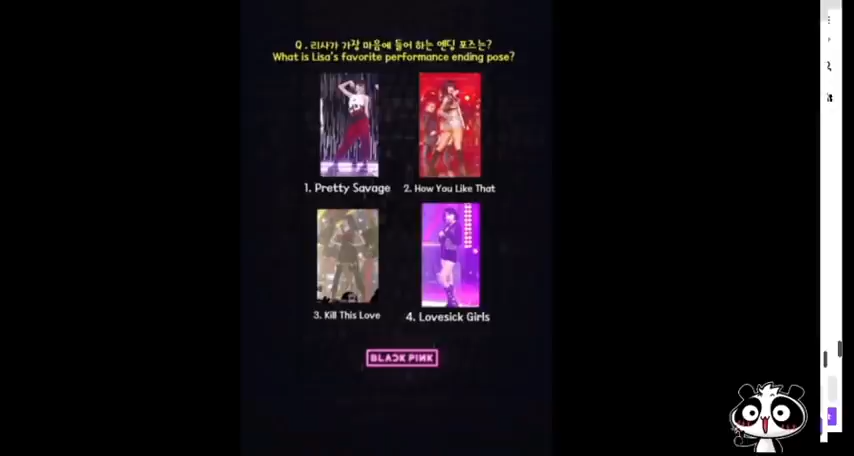 Q. 리사가 가장 마음에 들어 하는 엔딩 포즈는?
What is Lisa's favorite performance ending pose?
1. Pretty Savage
2. How You Like That
3. Kill This Love
4. Lovesick Girls
BLACKPINK